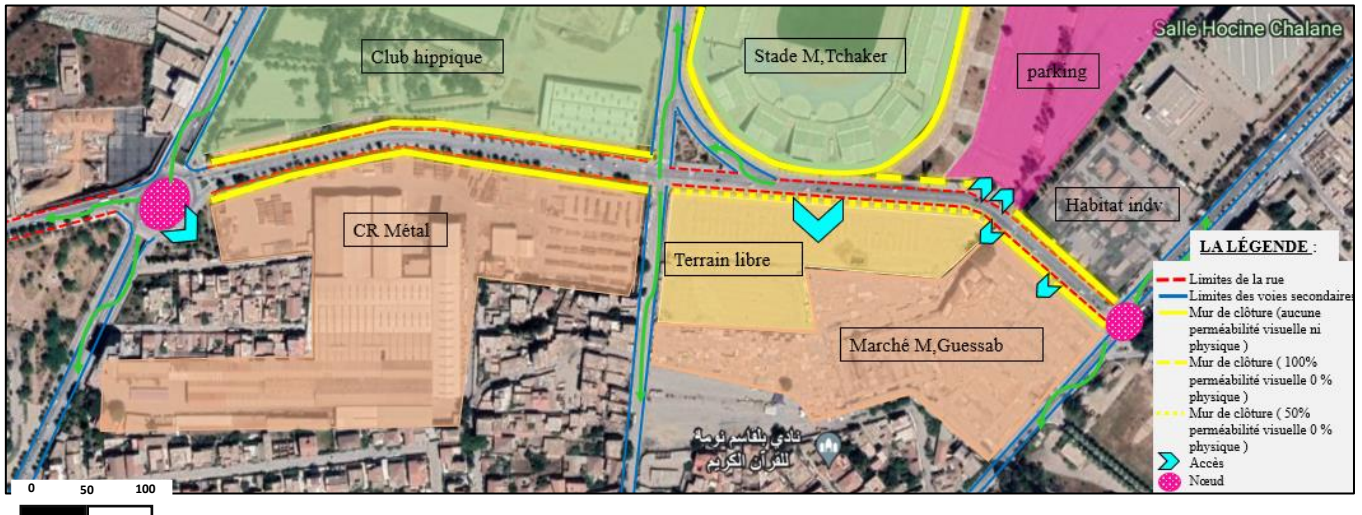 Salle Hocine Chalane
Club hippique
Stade M,Tchaker
parking
CR Métal
Terrain libre
Habitat indv
Marché M,Guessab
نادي بلقاسم نومة
للقرآن الكريم
LA LÉGENDE :
Limites de la rue
Limites des voies secondaires
Mur de clôture (aucune
perméabilité visuelle ni
physique )
Mur de clôture ( 100%
perméabilité visuelle 0 %
physique )
Mur de clôture ( 50%
perméabilité visuelle 0 %
physique )
Accès
Nœud
0 50 100